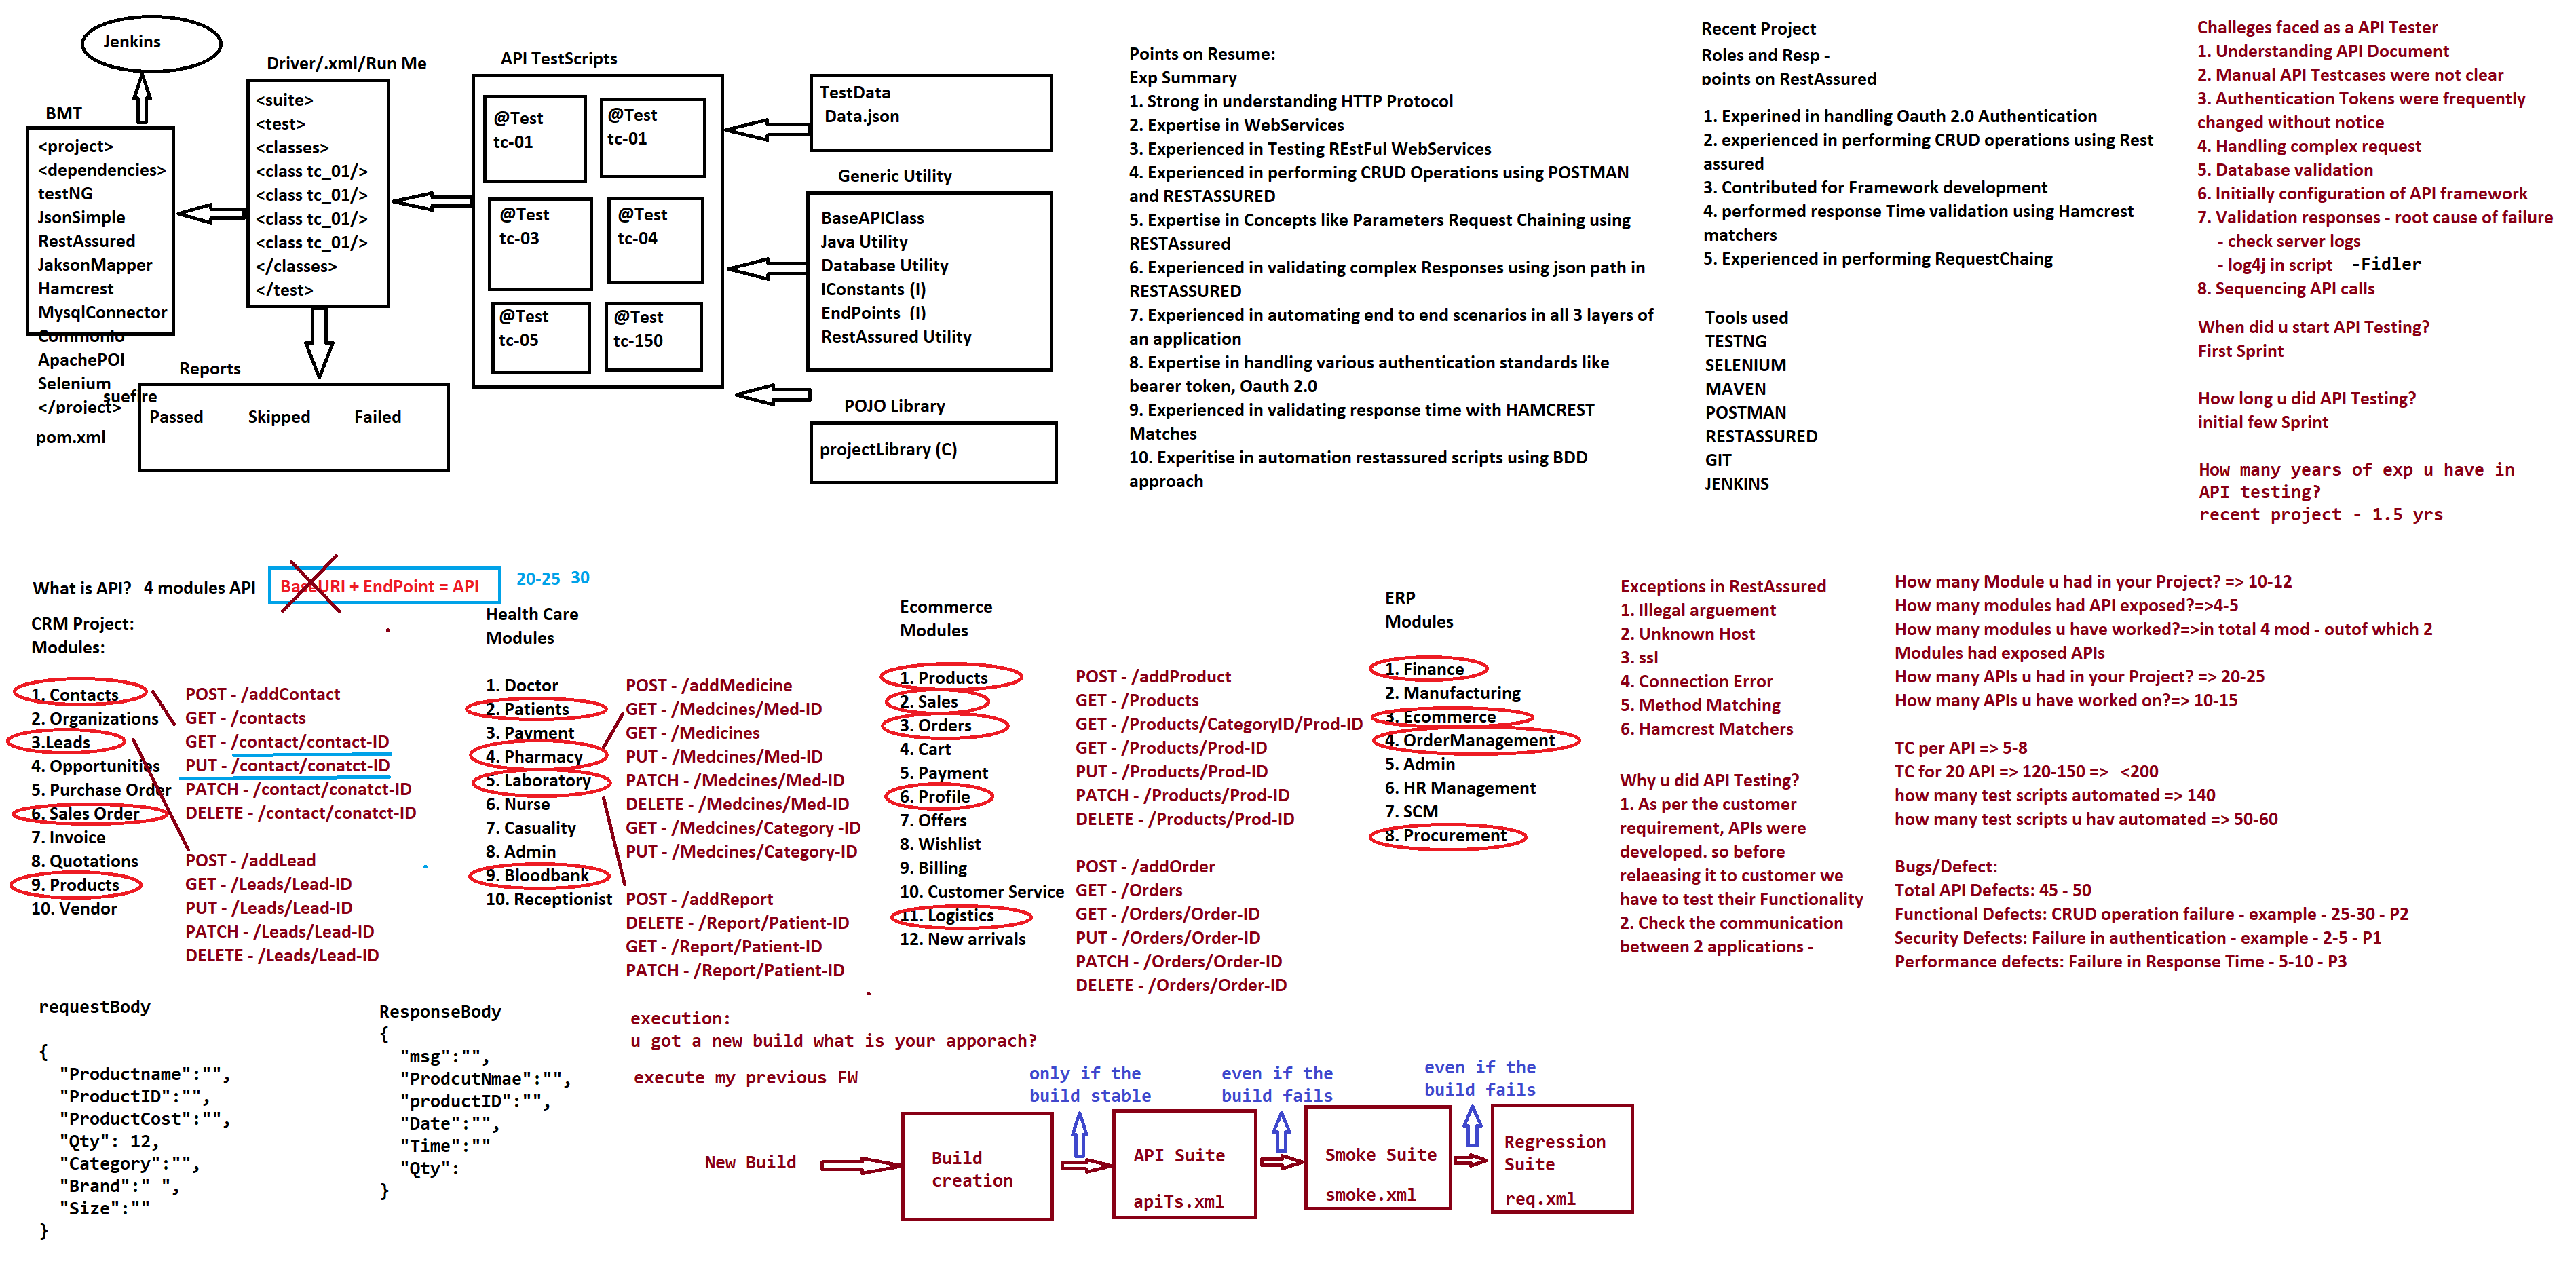 Jenkins
BMT
<project>
<dependencies>
testNG
JsonSimple
RestAssured
JaksonMapper
Hamcrest
MysqlConnector
CommonIo
ApachePOI
Selenium
suefire
</project>
pom.xml
Driver/.xml/Run Me
<suite>
<test>
<classes>
<class tc_01/>
<class tc_01/>
<class tc_01/>
<class tc_01/>
</classes>
</test>
Reports
Passed Skipped Failed
API TestScripts
@Test
tc-01
@Test
tc-01
@Test
tc-03
@Test
tc-04
@Test
tc-05
@Test
tc-150
TestData
Data.json
Generic Utility
BaseAPIClass
Java Utility
Database Utility
IConstants (I)
EndPoints (I)
RestAssured Utility
POJO Library
projectLibrary (C)
Points on Resume:
Exp Summary
1. Strong in understanding HTTP Protocol
2. Expertise in WebServices
3. Experienced in Testing REstFul WebServices
4. Experienced in performing CRUD Operations using POSTMAN
and RESTASSURED
5. Expertise in Concepts like Parameters Request Chaining using
RESTAssured
6. Experienced in validating complex Responses using json path in
RESTASSURED
7. Experienced in automating end to end scenarios in all 3 layers of
an application
8. Expertise in handling various authentication standards like
bearer token, Oauth 2.0
9. Experienced in validating response time with HAMCREST
Matches
10. Experitise in automation restassured scripts using BDD
approach
Recent Project
Roles and Resp -
points on RestAssured
1. Experined in handling Oauth 2.0 Authentication
2. experienced in performing CRUD operations using Rest
assured
3. Contributed for Framework development
4. performed response Time validation using Hamcrest
matchers
5. Experienced in performing RequestChaing
Tools used
TESTNG
SELENIUM
MAVEN
POSTMAN
RESTASSURED
GIT
JENKINS
Challeges faced as a API Tester
1. Understanding API Document
2. Manual API Testcases were not clear
3. Authentication Tokens were frequently
changed without notice
4. Handling complex request
5. Database validation
6. Initially configuration of API framework
7. Validation responses - root cause of failure
- check server logs
- log4j in script -Fidler
8. Sequencing API calls
When did u start API Testing?
First Sprint
How long u did API Testing?
initial few Sprint
How many years of exp u have in
API testing?
recent project - 1.5 yrs
What is API? 4 modules API BaseURI + EndPoint = API 20-25 30
CRM Project:
Modules:
1. Contacts
2. Organizations
3.Leads
4. Opportunities
5. Purchase Order
6. Sales Order
7. Invoice
8. Quotations
9. Products
10. Vendor
POST - /addContact
GET - /contacts
GET - /contact/contact-ID
PUT - /contact/conatct-ID
PATCH - /contact/conatct-ID
DELETE - /contact/conatct-ID
POST - /addLead
GET - /Leads/Lead-ID
PUT - /Leads/Lead-ID
PATCH - /Leads/Lead-ID
DELETE - /Leads/Lead-ID
Health Care
Modules
1. Doctor
2. Patients
3. Payment
4. Pharmacy
5. Laboratory
6. Nurse
7. Casuality
8. Admin
9. Bloodbank
10. Receptionist
POST - /addMedicine
GET - /Medcines/Med-ID
GET - /Medicines
PUT - /Medcines/Med-ID
PATCH - /Medcines/Med-ID
DELETE - /Medcines/Med-ID
GET - /Medcines/Category -ID
PUT - /Medcines/Category-ID
POST - /addReport
DELETE - /Report/Patient-ID
GET - /Report/Patient-ID
PATCH - /Report/Patient-ID
Ecommerce
Modules
1. Products
2. Sales
3. Orders
4. Cart
5. Payment
6. Profile
7. Offers
8. Wishlist
9. Billing
10. Customer Service
11. Logistics
12. New arrivals
POST - /addProduct
GET - /Products
GET - /Products/CategoryID/Prod-ID
GET - /Products/Prod-ID
PUT - /Products/Prod-ID
PATCH - /Products/Prod-ID
DELETE - /Products/Prod-ID
POST - /addOrder
GET - /Orders
GET - /Orders/Order-ID
PUT - /Orders/Order-ID
PATCH - /Orders/Order-ID
DELETE - /Orders/Order-ID
ERP
Modules
1. Finance
2. Manufacturing
3. Ecommerce
4. OrderManagement
5. Admin
6. HR Management
7. SCM
8. Procurement
Exceptions in RestAssured
1. Illegal arguement
2. Unknown Host
3. ssl
4. Connection Error
5. Method Matching
6. Hamcrest Matchers
Why u did API Testing?
1. As per the customer
requirement, APIs were
developed. so before
relaeasing it to customer we
have to test their Functionality
2. Check the communication
between 2 applications -
How many Module u had in your Project? => 10-12
How many modules had API exposed?=>4-5
How many modules u have worked?=>in total 4 mod - outof which 2
Modules had exposed APIs
How many APIs u had in your Project? => 20-25
How many APIs u have worked on?=> 10-15
TC per API => 5-8
TC for 20 API => 120-150 => <200
how many test scripts automated => 140
how many test scripts u hav automated => 50-60
Bugs/Defect:
Total API Defects: 45 - 50
Functional Defects: CRUD operation failure - example - 25-30 - P2
Security Defects: Failure in authentication - example - 2-5 - P1
Performance defects: Failure in Response Time - 5-10 - P3
requestBody
{
"Productname":"",
"ProductID":"",
"ProductCost":"",
"Qty": 12,
"Category":"",
"Brand":" ",
"Size":""
}
ResponseBody
{
"msg":"",
"ProdcutNmae":"",
"productID":"",
"Date":"",
"Time":""
"Qty":
}
execution:
u got a new build what is your apporach?
execute my previous FW
only if the
build stable
even if the
build fails
even if the
build fails
New Build
Build
creation
API Suite
apiTs.xml
Smoke Suite
smoke.xml
Regression
Suite
req.xml